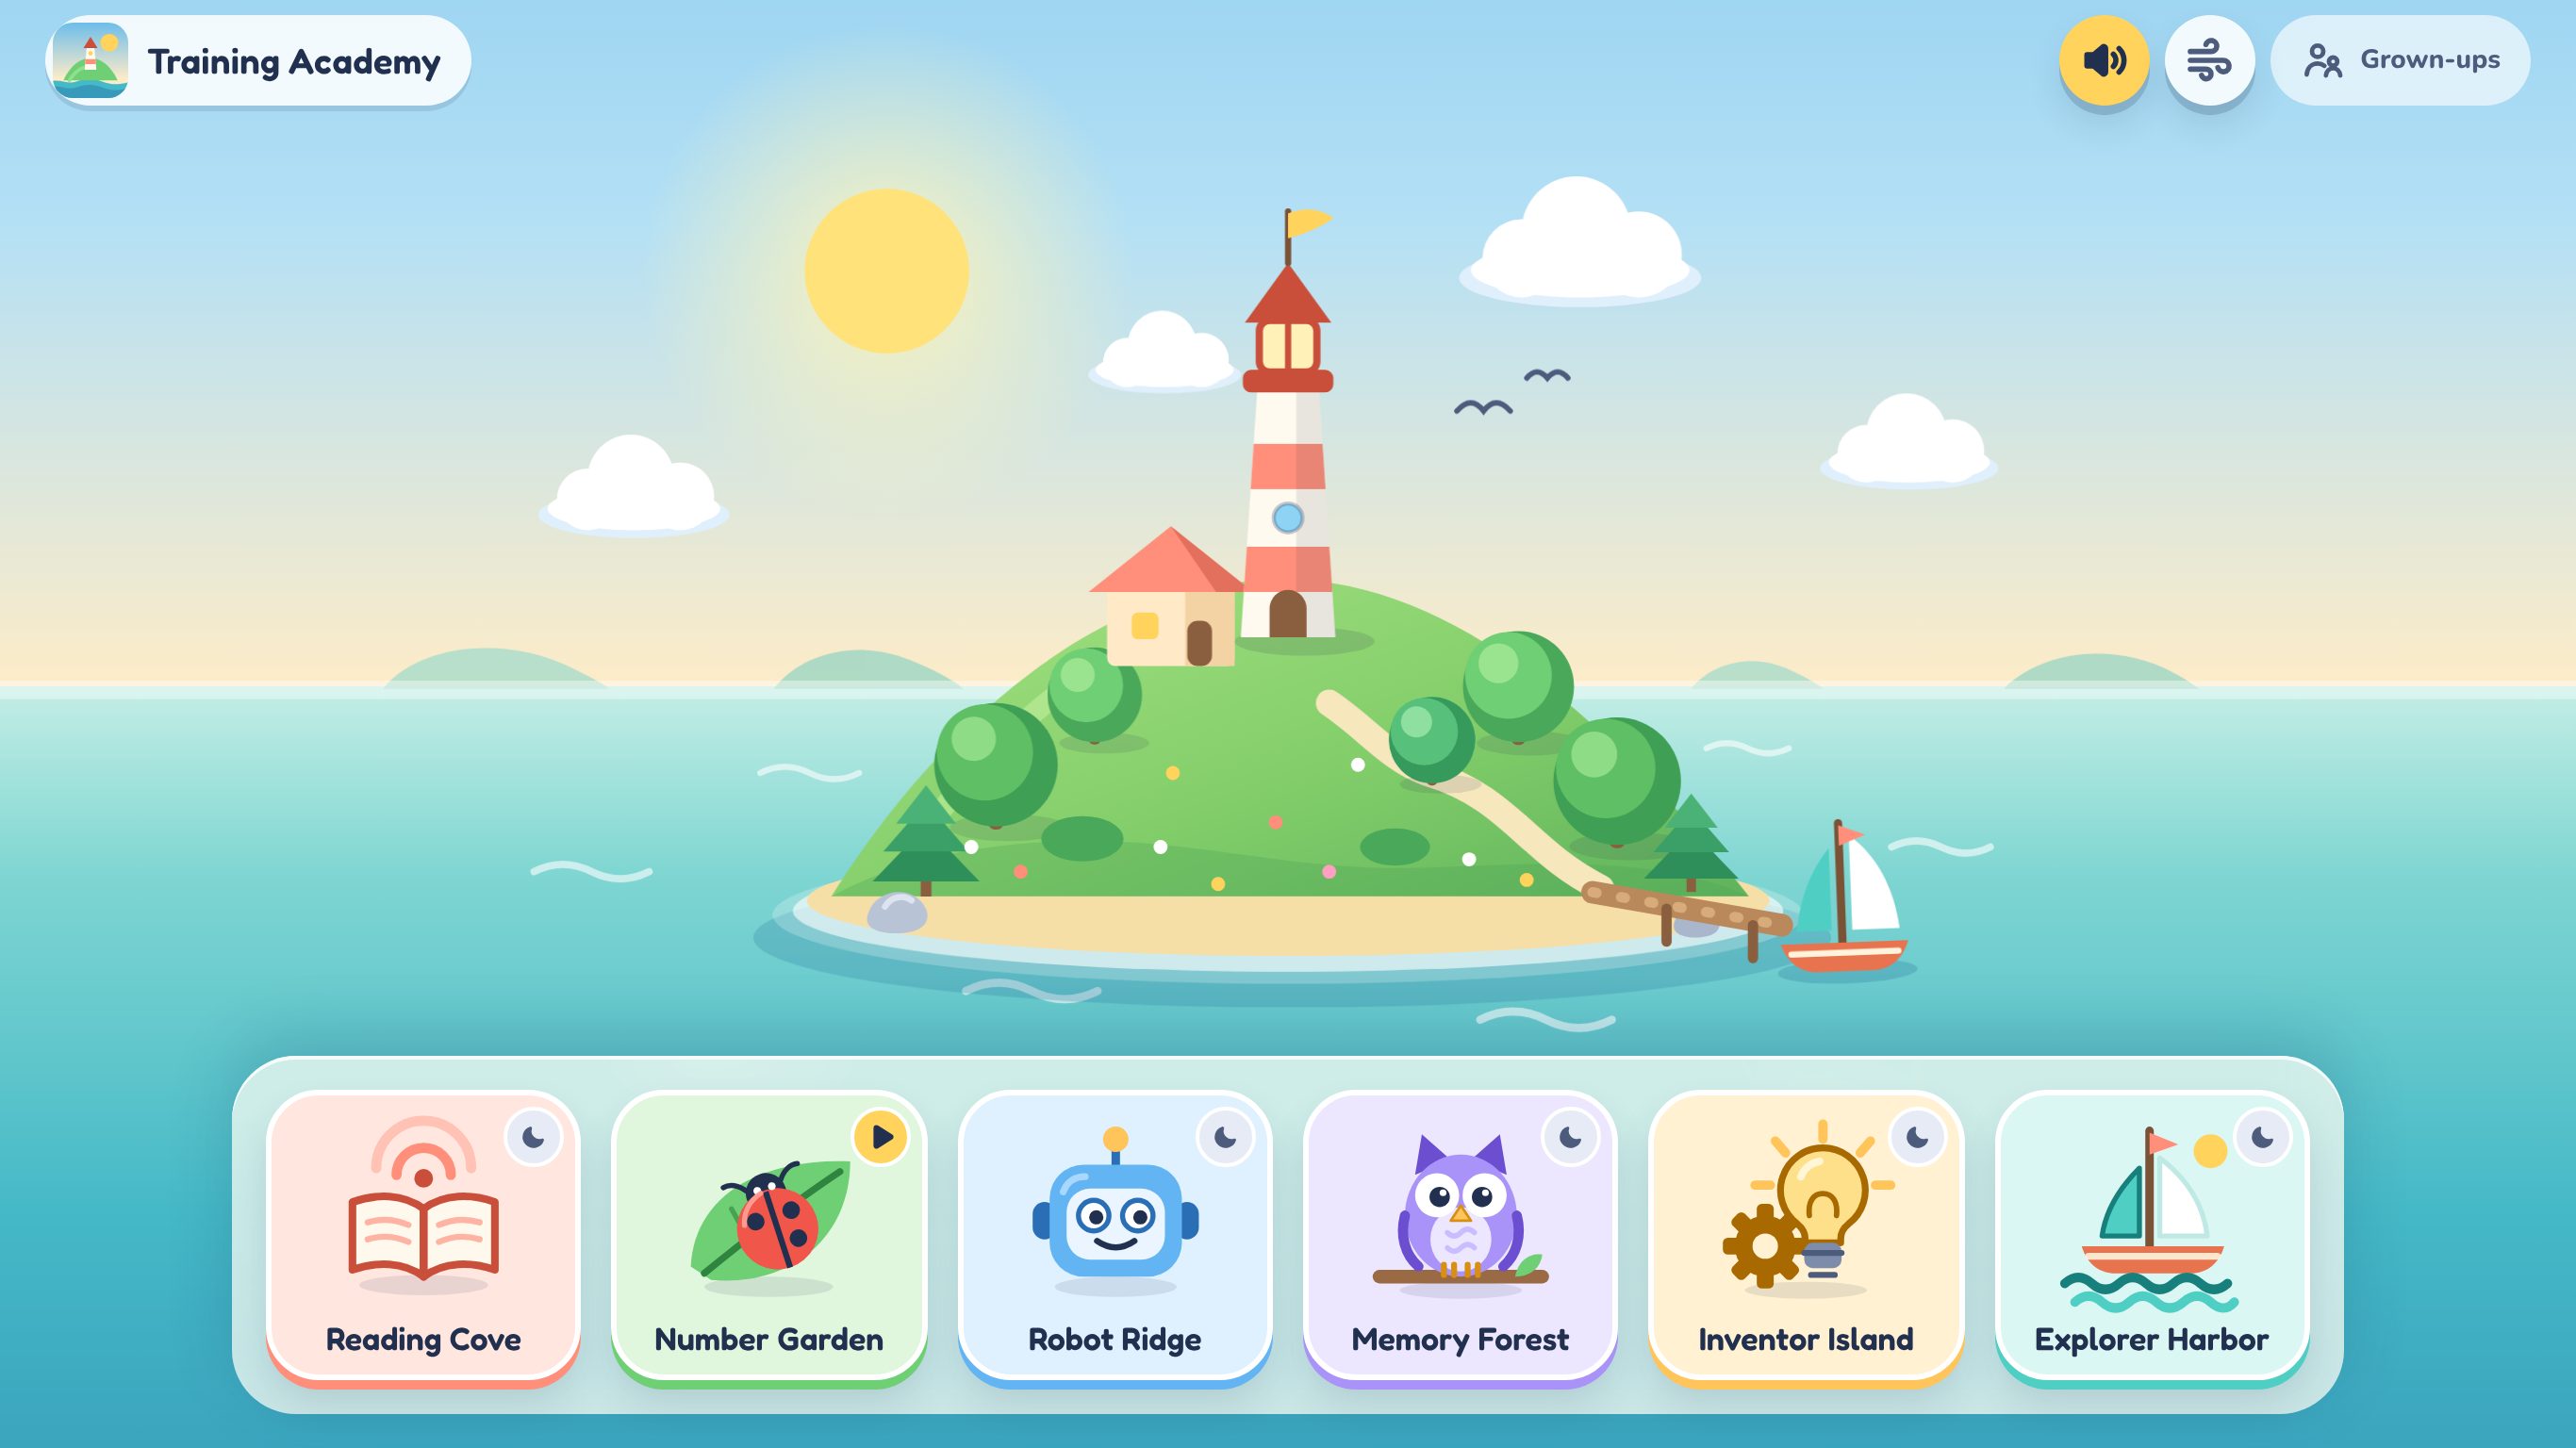 Training Academy
Grown-ups
Reading Cove
Number Garden
Robot Ridge
Memory Forest
Inventor Island
Explorer Harbor